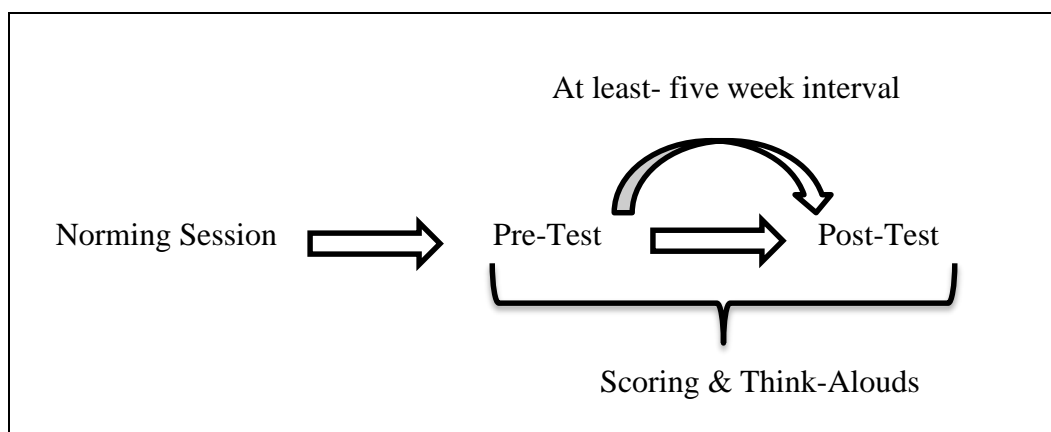 At least- five week interval
Norming Session
Pre-Test
Post-Test
Scoring & Think-Alouds